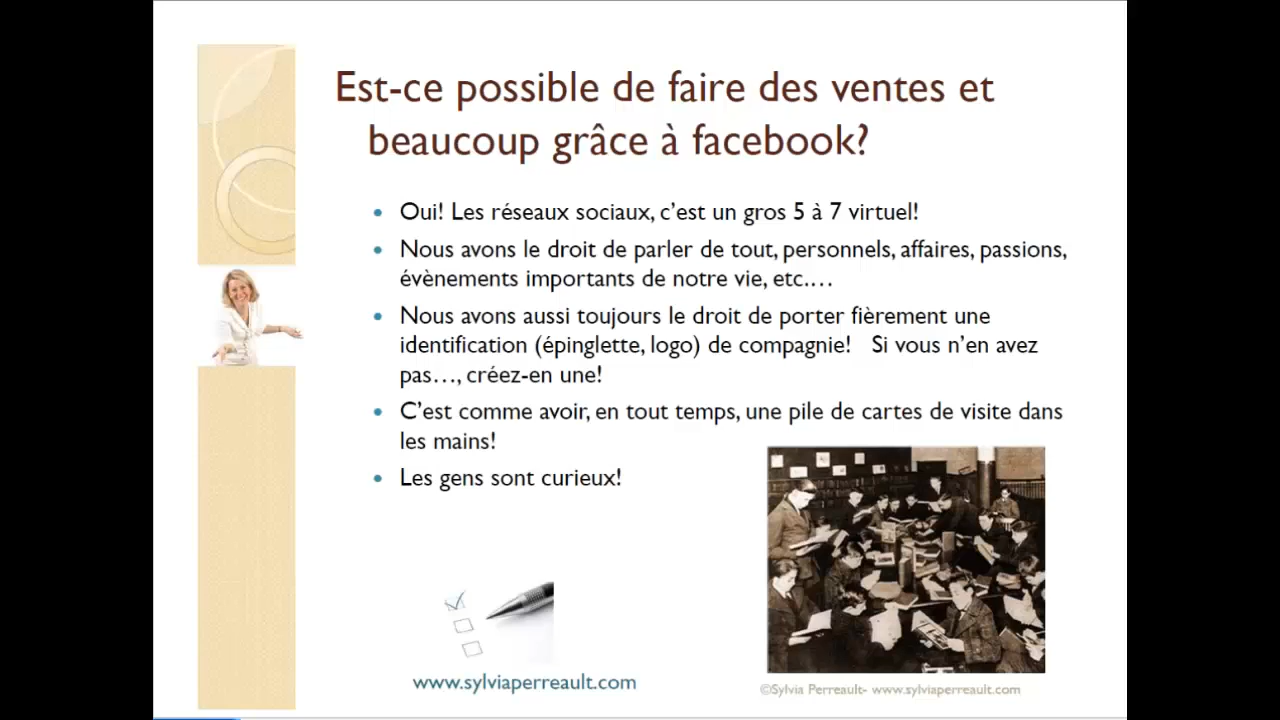 Est-ce possible de faire des ventes et
beaucoup grâce à facebook?
• Oui! Les réseaux sociaux, c’est un gros 5 à 7 virtuel!
• Nous avons le droit de parler de tout, personnels, affaires, passions,
évènements importants de notre vie, etc.…
• Nous avons aussi toujours le droit de porter fièrement une
identification (épinglette, logo) de compagnie! Si vous n’en avez
pas…, créez-en une!
• C’est comme avoir, en tout temps, une pile de cartes de visite dans
les mains!
• Les gens sont curieux!
www.sylviaperreault.com
©Sylvia Perreault- www.sylviaperreault.com